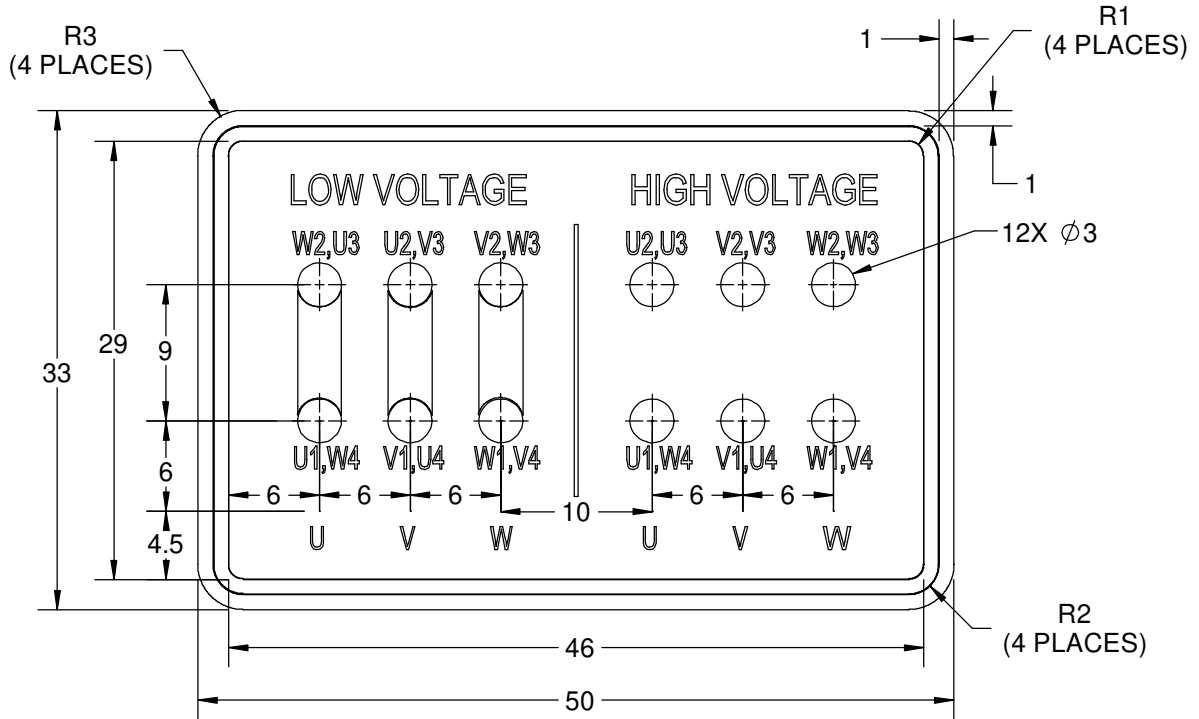 R3
(4 PLACES)
1
R1
(4 PLACES)
1
LOW VOLTAGE
HIGH VOLTAGE
W2,U3 U2,V3 V2,W3
U2,U3 V2,V3 W2,W3
12X ∅3
33
29
9
6
4.5
U1,W4 V1,U4 W1,V4
U1,W4 V1,U4 W1,V4
6 6 6 10 6 6
U V W
U V W
R2
(4 PLACES)
46
50